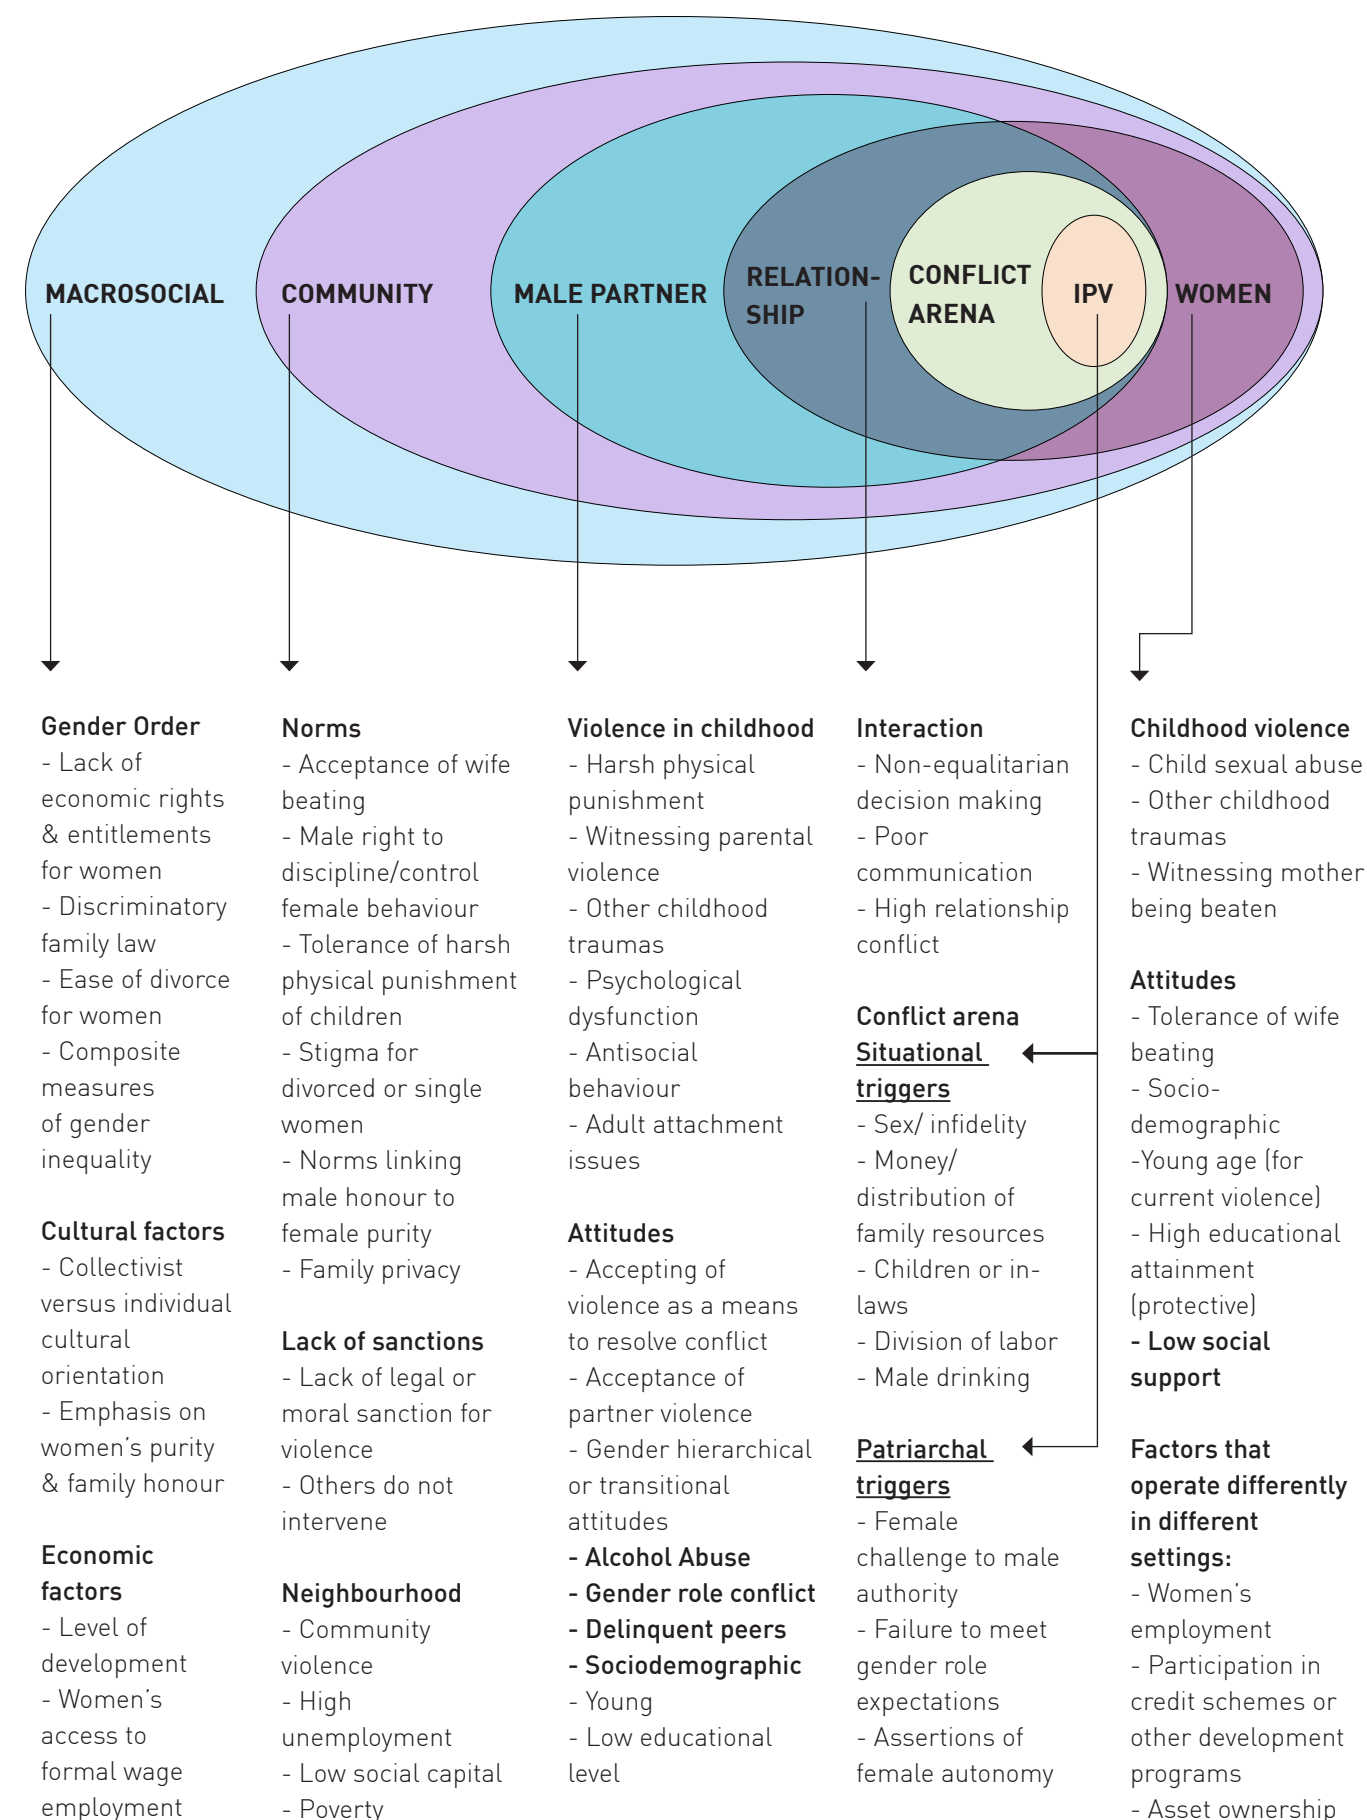 MACROSOCIAL
COMMUNITY
MALE PARTNER
RELATION-
SHIP
CONFLICT
ARENA
IPV
WOMEN
Gender Order
- Lack of
economic rights
& entitlements
for women
- Discriminatory
family law
- Ease of divorce
for women
- Composite
measures
of gender
inequality
Cultural factors
- Collectivist
versus individual
cultural
orientation
- Emphasis on
women's purity
& family honour
Economic
factors
- Level of
development
- Women's
access to
formal wage
employment
Norms
- Acceptance of wife
beating
- Male right to
discipline/control
female behaviour
- Tolerance of harsh
physical punishment
of children
- Stigma for
divorced or single
women
- Norms linking
male honour to
female purity
- Family privacy
Lack of sanctions
- Lack of legal or
moral sanction for
violence
- Others do not
intervene
Neighbourhood
- Community
violence
- High
unemployment
- Low social capital
- Poverty
Violence in childhood
- Harsh physical
punishment
- Witnessing parental
violence
- Other childhood
traumas
- Psychological
dysfunction
- Antisocial
behaviour
- Adult attachment
issues
Attitudes
- Accepting of
violence as a means
to resolve conflict
- Acceptance of
partner violence
- Gender hierarchical
or transitional
attitudes
- Alcohol Abuse
- Gender role conflict
- Delinquent peers
- Sociodemographic
- Young
- Low educational
level
Interaction
- Non-equalitarian
decision making
- Poor
communication
- High relationship
conflict
Conflict arena
Situational
triggers
- Sex/ infidelity
- Money/
distribution of
family resources
- Children or in-
laws
- Division of labor
- Male drinking
Patriarchal
triggers
- Female
challenge to male
authority
- Failure to meet
gender role
expectations
- Assertions of
female autonomy
Childhood violence
- Child sexual abuse
- Other childhood
traumas
- Witnessing mother
being beaten
Attitudes
- Tolerance of wife
beating
- Socio-
demographic
-Young age (for
current violence)
- High educational
attainment
(protective)
- Low social
support
Factors that
operate differently
in different
settings:
- Women's
employment
- Participation in
credit schemes or
other development
programs
- Asset ownership